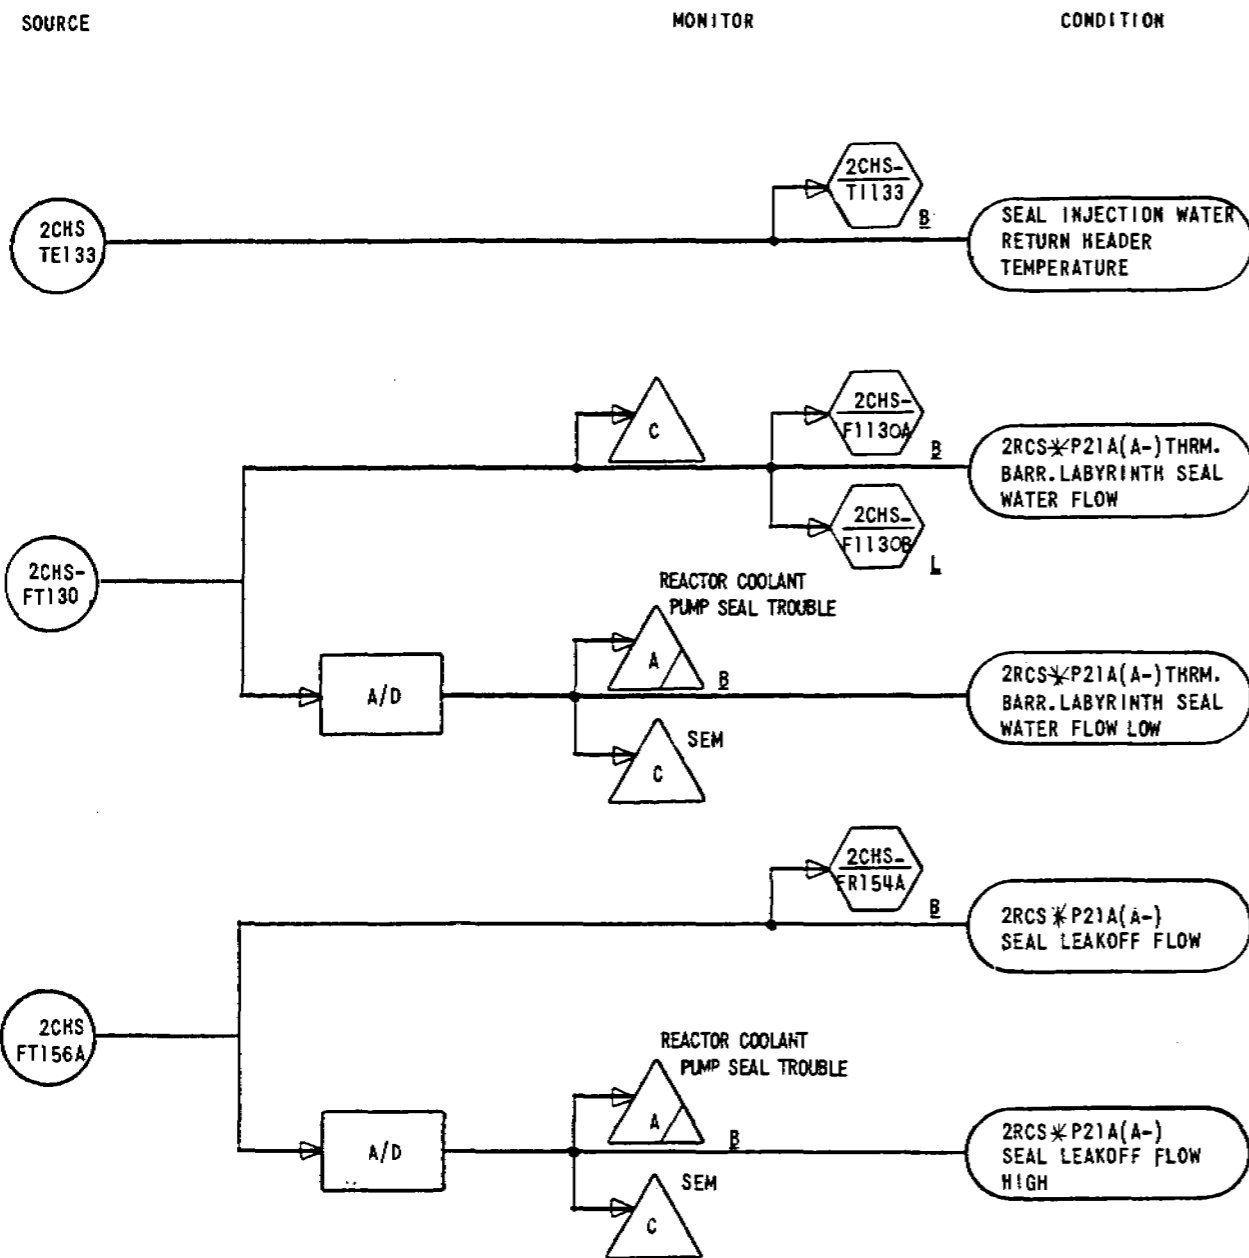 SOURCE
MONITOR
CONDITION
2CHS-
TI133
B
2CHS
TE133
SEAL INJECTION WATER
RETURN HEADER
TEMPERATURE
C
2CHS-
FI130A
B
2RCS*P21A(A-)THRM.
BARR.LABYRINTH SEAL
WATER FLOW
2CHS-
FI130B
L
2CHS-
FT130
REACTOR COOLANT
PUMP SEAL TROUBLE
A
B
A/D
2RCS*P21A(A-)THRM.
BARR.LABYRINTH SEAL
WATER FLOW LOW
SEM
C
2CHS-
FR154A
B
2RCS*P21A(A-)
SEAL LEAKOFF FLOW
2CHS
FT156A
REACTOR COOLANT
PUMP SEAL TROUBLE
A
B
A/D
2RCS*P21A(A-)
SEAL LEAKOFF FLOW
HIGH
SEM
C